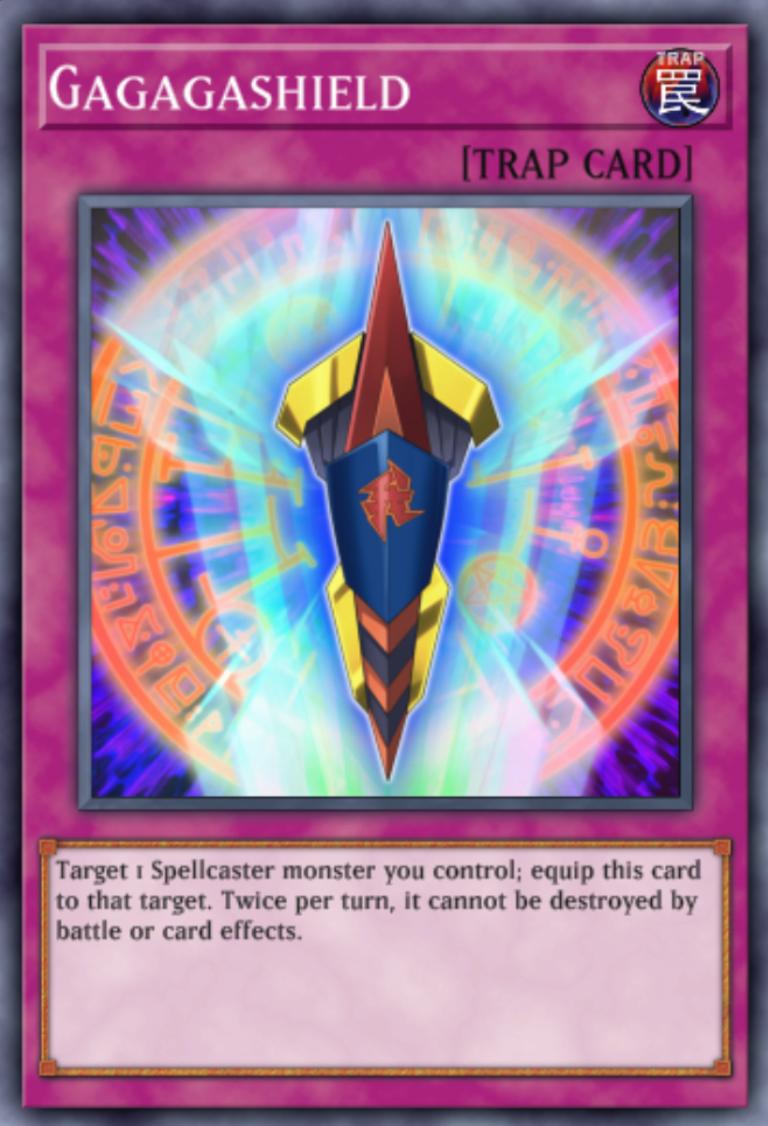 GAGAGASHIELD
TRAP
罠
[TRAP CARD]
Target 1 Spellcaster monster you control; equip this card
to that target. Twice per turn, it cannot be destroyed by
battle or card effects.